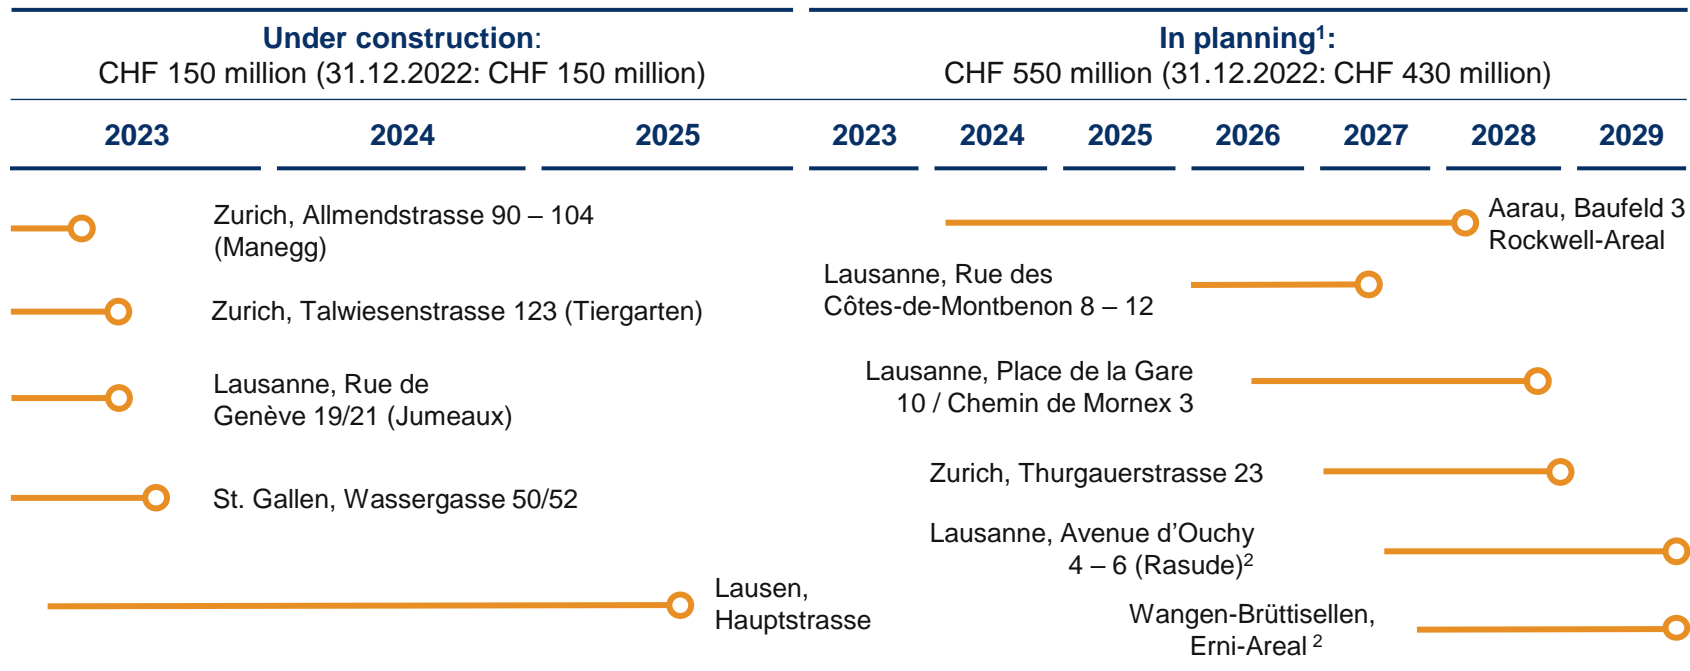 Under construction:
CHF 150 million (31.12.2022: CHF 150 million)
2023 2024 2025
Zurich, Allmendstrasse 90 – 104
(Manegg)
Zurich, Talwiesenstrasse 123 (Tiergarten)
Lausanne, Rue de
Genève 19/21 (Jumeaux)
St. Gallen, Wassergasse 50/52
Lausen,
Hauptstrasse
In planning¹:
CHF 550 million (31.12.2022: CHF 430 million)
2023 2024 2025 2026 2027 2028 2029
Aarau, Baufeld 3
Rockwell-Areal
Lausanne, Rue des
Côtes-de-Montbenon 8 – 12
Lausanne, Place de la Gare
10 / Chemin de Mornex 3
Zurich, Thurgauerstrasse 23
Lausanne, Avenue d’Ouchy
4 – 6 (Rasude)²
Wangen-Brüttisellen,
Erni-Areal ²